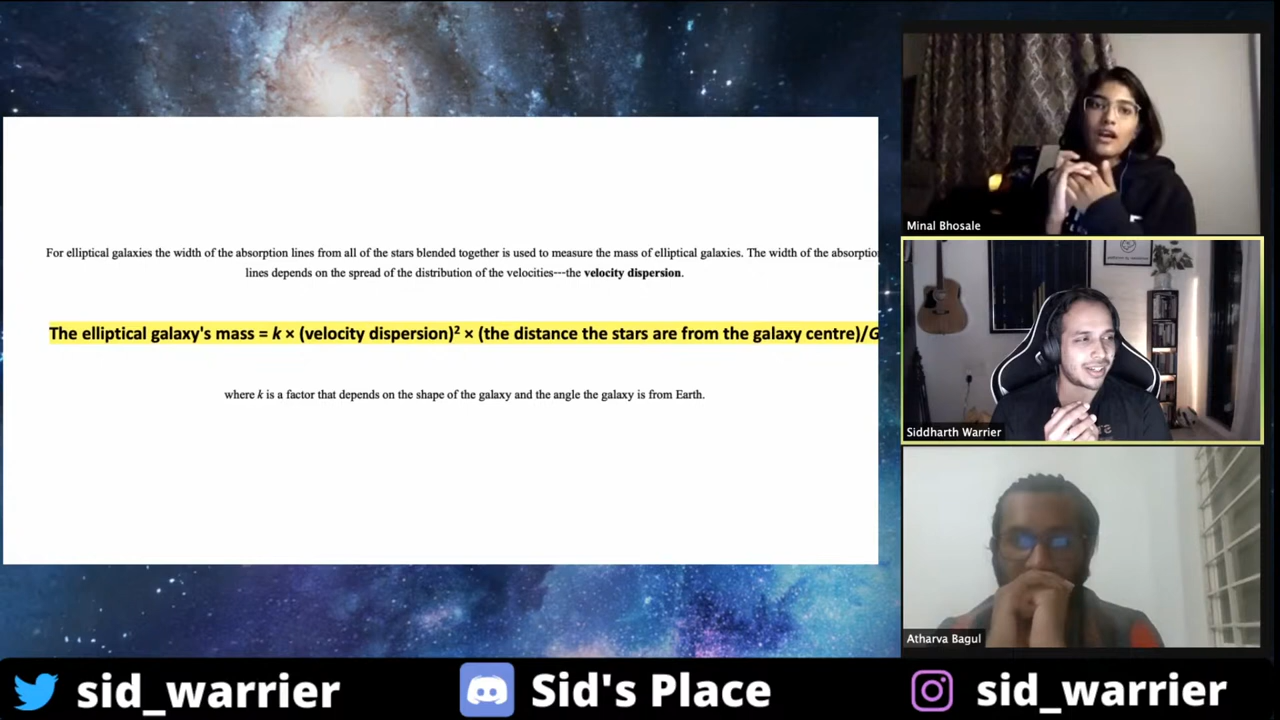 For elliptical galaxies the width of the absorption lines from all of the stars blended together is used to measure the mass of elliptical galaxies. The width of the absorptio
lines depends on the spread of the distribution of the velocities---the velocity dispersion.
The elliptical galaxy's mass = k × (velocity dispersion)² × (the distance the stars are from the galaxy centre)/G.
where k is a factor that depends on the shape of the galaxy and the angle the galaxy is from Earth.
Minal Bhosale
Siddharth Warrier
Atharva Bagul
sid_warrier
Sid's Place
sid_warrier